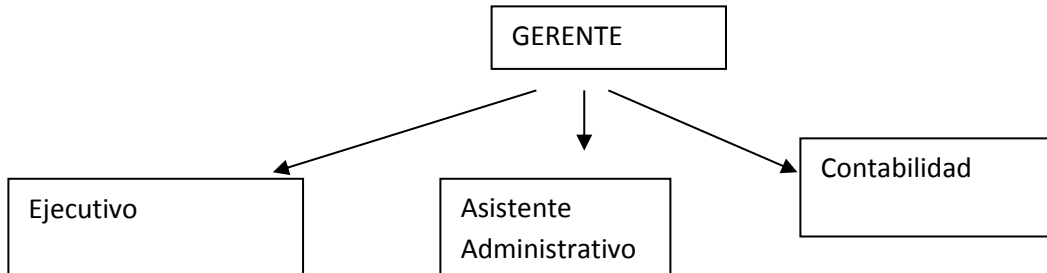 GERENTE
Contabilidad
Ejecutivo
Asistente
Administrativo